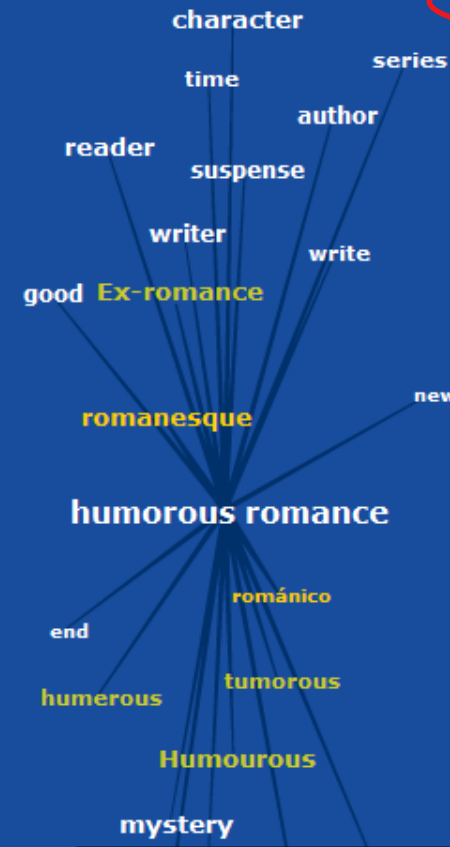 character
series
time
author
reader
suspense
writer
write
good
Ex-romance
new
romanesque
humorous romance
románico
end
tumorous
humerous
Humourous
mystery